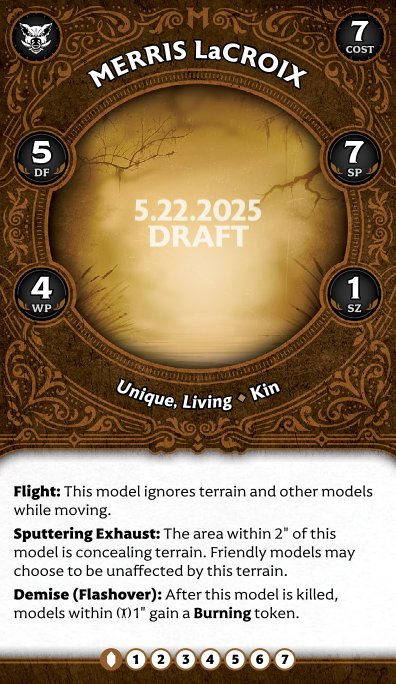 MERRIS LaCROIX
7
COST
5
DF
7
SP
5.22.2025
DRAFT
4
WP
1
SZ
Unique, Living ◆ Kin
Flight: This model ignores terrain and other models
while moving.
Sputtering Exhaust: The area within 2" of this
model is concealing terrain. Friendly models may
choose to be unaffected by this terrain.
Demise (Flashover): After this model is killed,
models within 1" gain a Burning token.
1 2 3 4 5 6 7